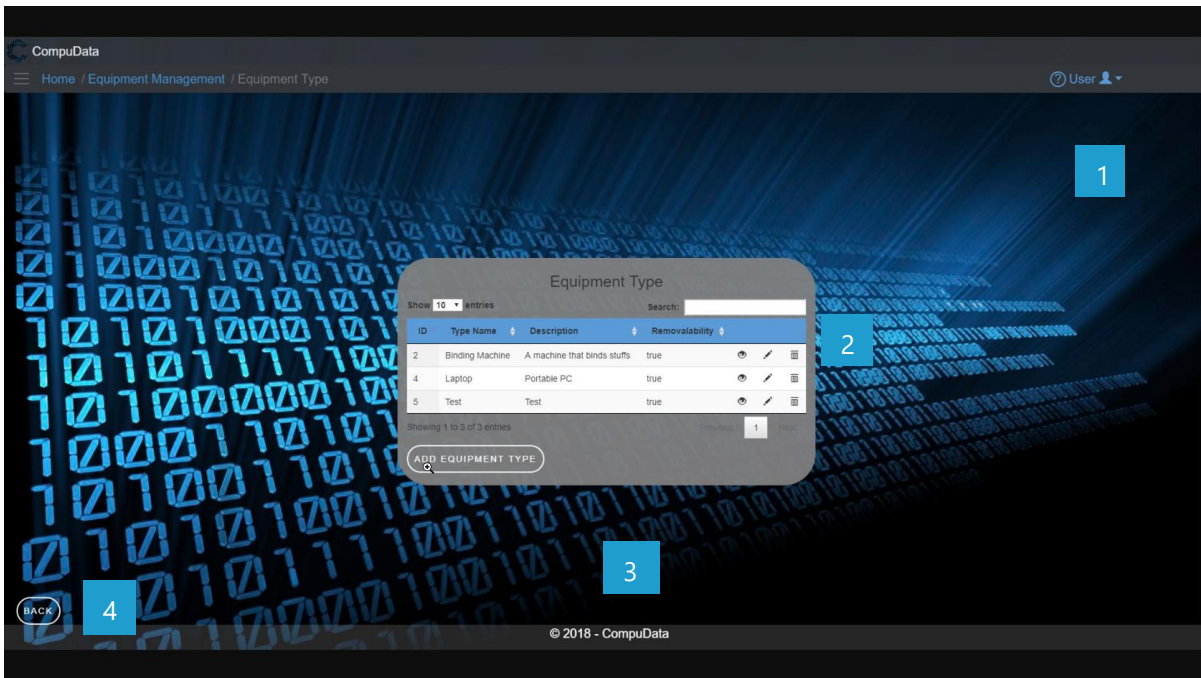 CompuData
Home / Equipment Management / Equipment Type
User
1
Equipment Type
Show 10 entries
Search:
ID Type Name Description Removalability
2 Binding Machine A machine that binds stuffs true
4 Laptop Portable PC true
5 Test Test true
2
Showing 1 to 3 of 3 entries
Previous 1 Next
ADD EQUIPMENT TYPE
3
BACK
4
© 2018 - CompuData